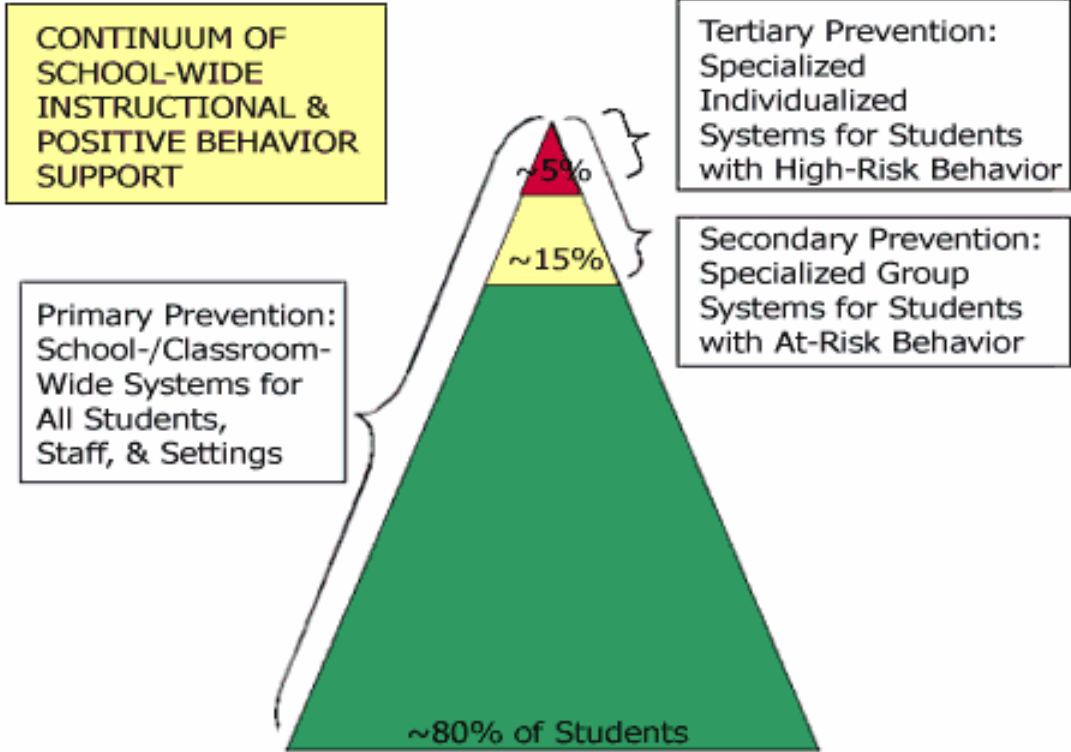 CONTINUUM OF
SCHOOL-WIDE
INSTRUCTIONAL &
POSITIVE BEHAVIOR
SUPPORT
Primary Prevention:
School-/Classroom-
Wide Systems for
All Students,
Staff, & Settings
~5%
~15%
~80% of Students
Tertiary Prevention:
Specialized
Individualized
Systems for Students
with High-Risk Behavior
Secondary Prevention:
Specialized Group
Systems for Students
with At-Risk Behavior